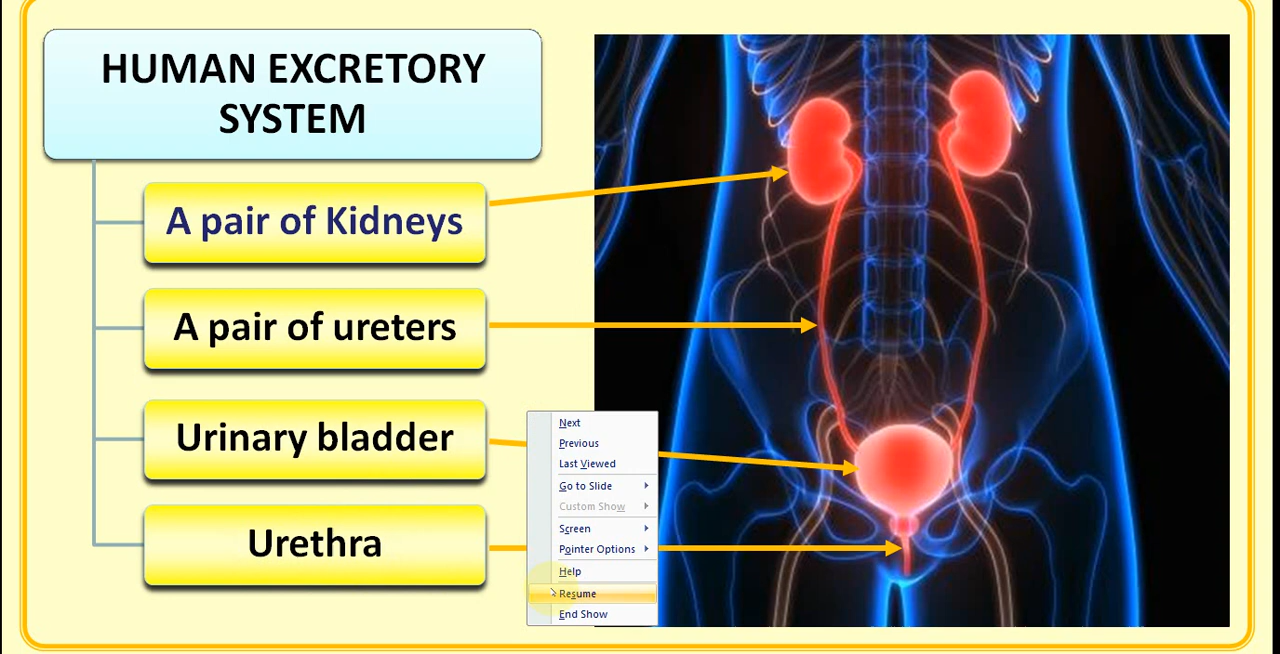 HUMAN EXCRETORY
SYSTEM
A pair of Kidneys
A pair of ureters
Urinary bladder
Urethra
Next
Previous
Last Viewed
Go to Slide
Custom Show
Screen
Pointer Options
Help
Resume
End Show